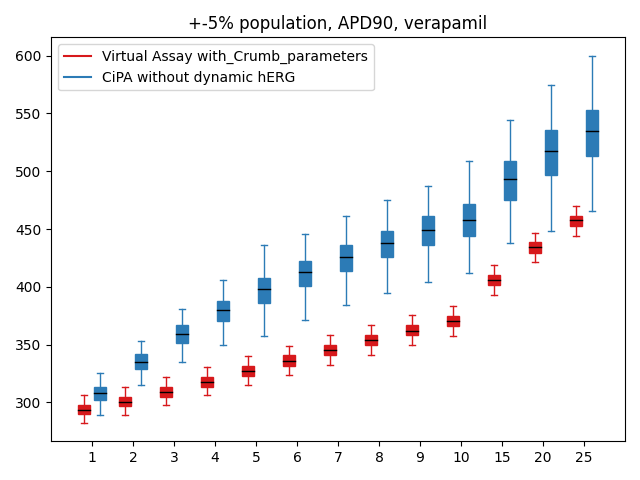 +-5% population, APD90, verapamil
Virtual Assay with_Crumb_parameters
CiPA without dynamic hERG
600
550
500
450
400
350
300
1 2 3 4 5 6 7 8 9 10 15 20 25